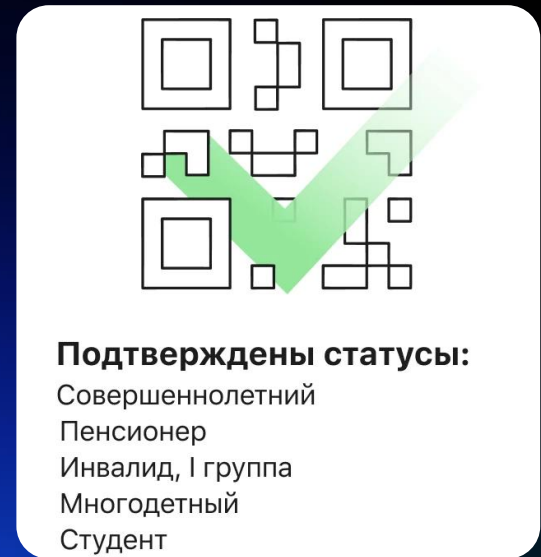 Подтверждены статусы:
Совершеннолетний
Пенсионер
Инвалид, I группа
Многодетный
Студент